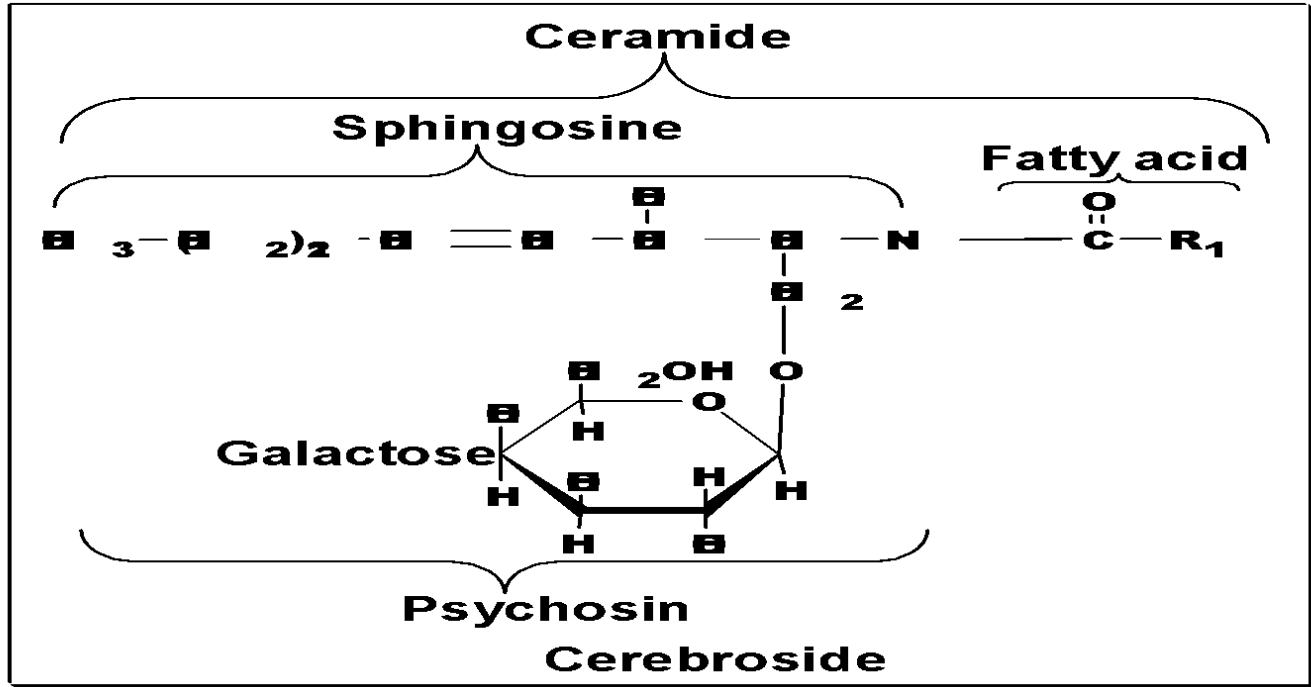 Ceramide
Sphingosine
Fatty acid
O
3 ( 2)2 N C R1
2
2OH O
O
H
Galactose
H H
H
H
Psychosin
Cerebroside